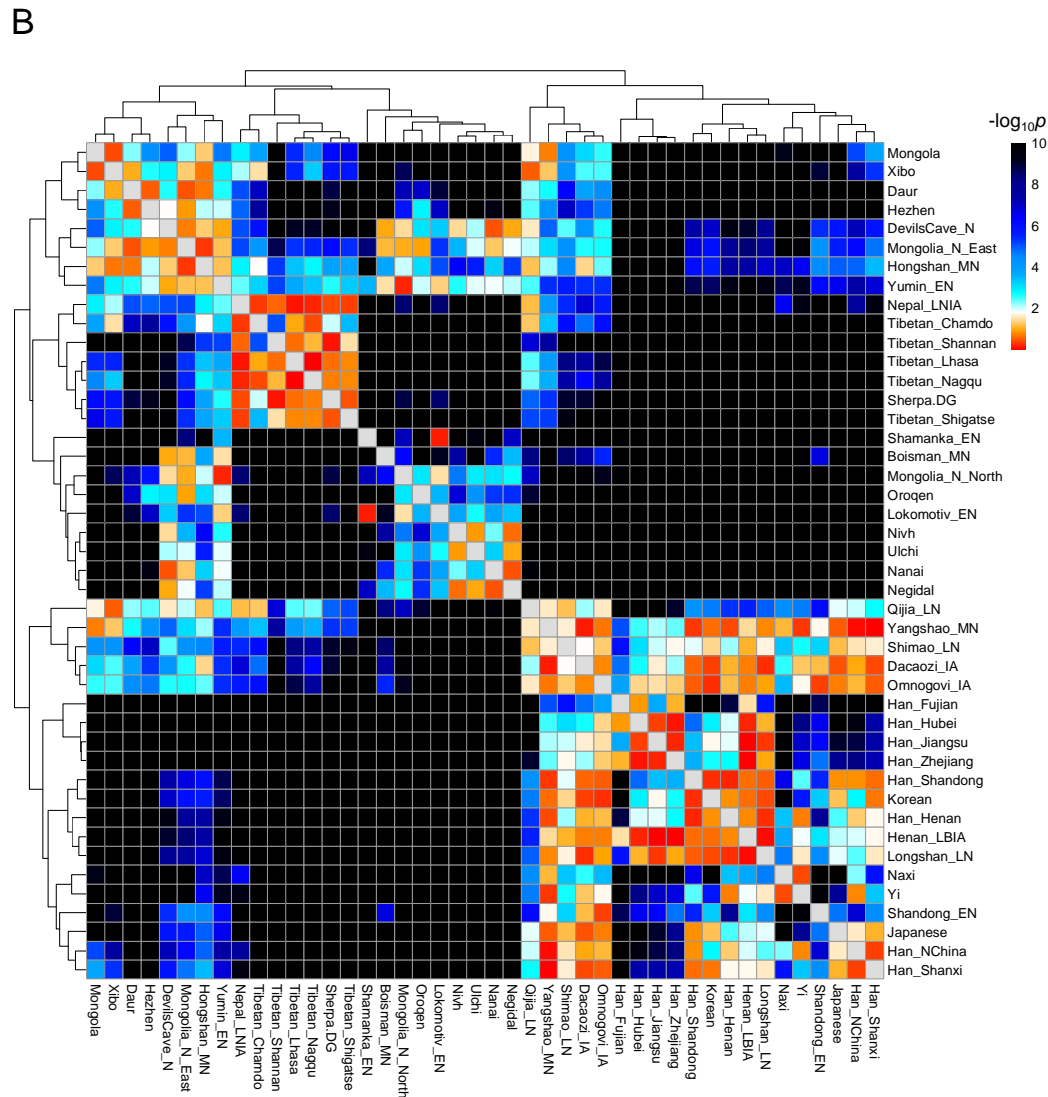 B
-log10p
10
8
6
4
2
Mongola
Xibo
Daur
Hezhen
DevilsCave_N
Mongolia_N_East
Hongshan_MN
Yumin_EN
Nepal_LNIA
Tibetan_Chamdo
Tibetan_Shannan
Tibetan_Lhasa
Tibetan_Nagqu
Sherpa.DG
Tibetan_Shigatse
Shamanka_EN
Boisman_MN
Mongolia_N_North
Oroqen
Lokomotiv_EN
Nivh
Ulchi
Nanai
Negidal
Qijia_LN
Yangshao_MN
Shimao_LN
Dacaozi_IA
Omnogovi_IA
Han_Fujian
Han_Hubei
Han_Jiangsu
Han_Zhejiang
Han_Shandong
Korean
Han_Henan
Henan_LBIA
Longshan_LN
Naxi
Yi
Shandong_EN
Japanese
Han_NChina
Han_Shanxi
Mongola
Xibo
Daur
Hezhen
DevilsCave_N
Mongolia_N_East
Hongshan_MN
Yumin_EN
Nepal_LNIA
Tibetan_Chamdo
Tibetan_Shannan
Tibetan_Lhasa
Tibetan_Nagqu
Sherpa.DG
Tibetan_Shigatse
Shamanka_EN
Boisman_MN
Mongolia_N_North
Oroqen
Lokomotiv_EN
Nivh
Ulchi
Nanai
Negidal
Qijia_LN
Yangshao_MN
Shimao_LN
Dacaozi_IA
Omnogovi_IA
Han_Fujian
Han_Hubei
Han_Jiangsu
Han_Zhejiang
Han_Shandong
Korean
Han_Henan
Henan_LBIA
Longshan_LN
Naxi
Yi
Shandong_EN
Japanese
Han_NChina
Han_Shanxi